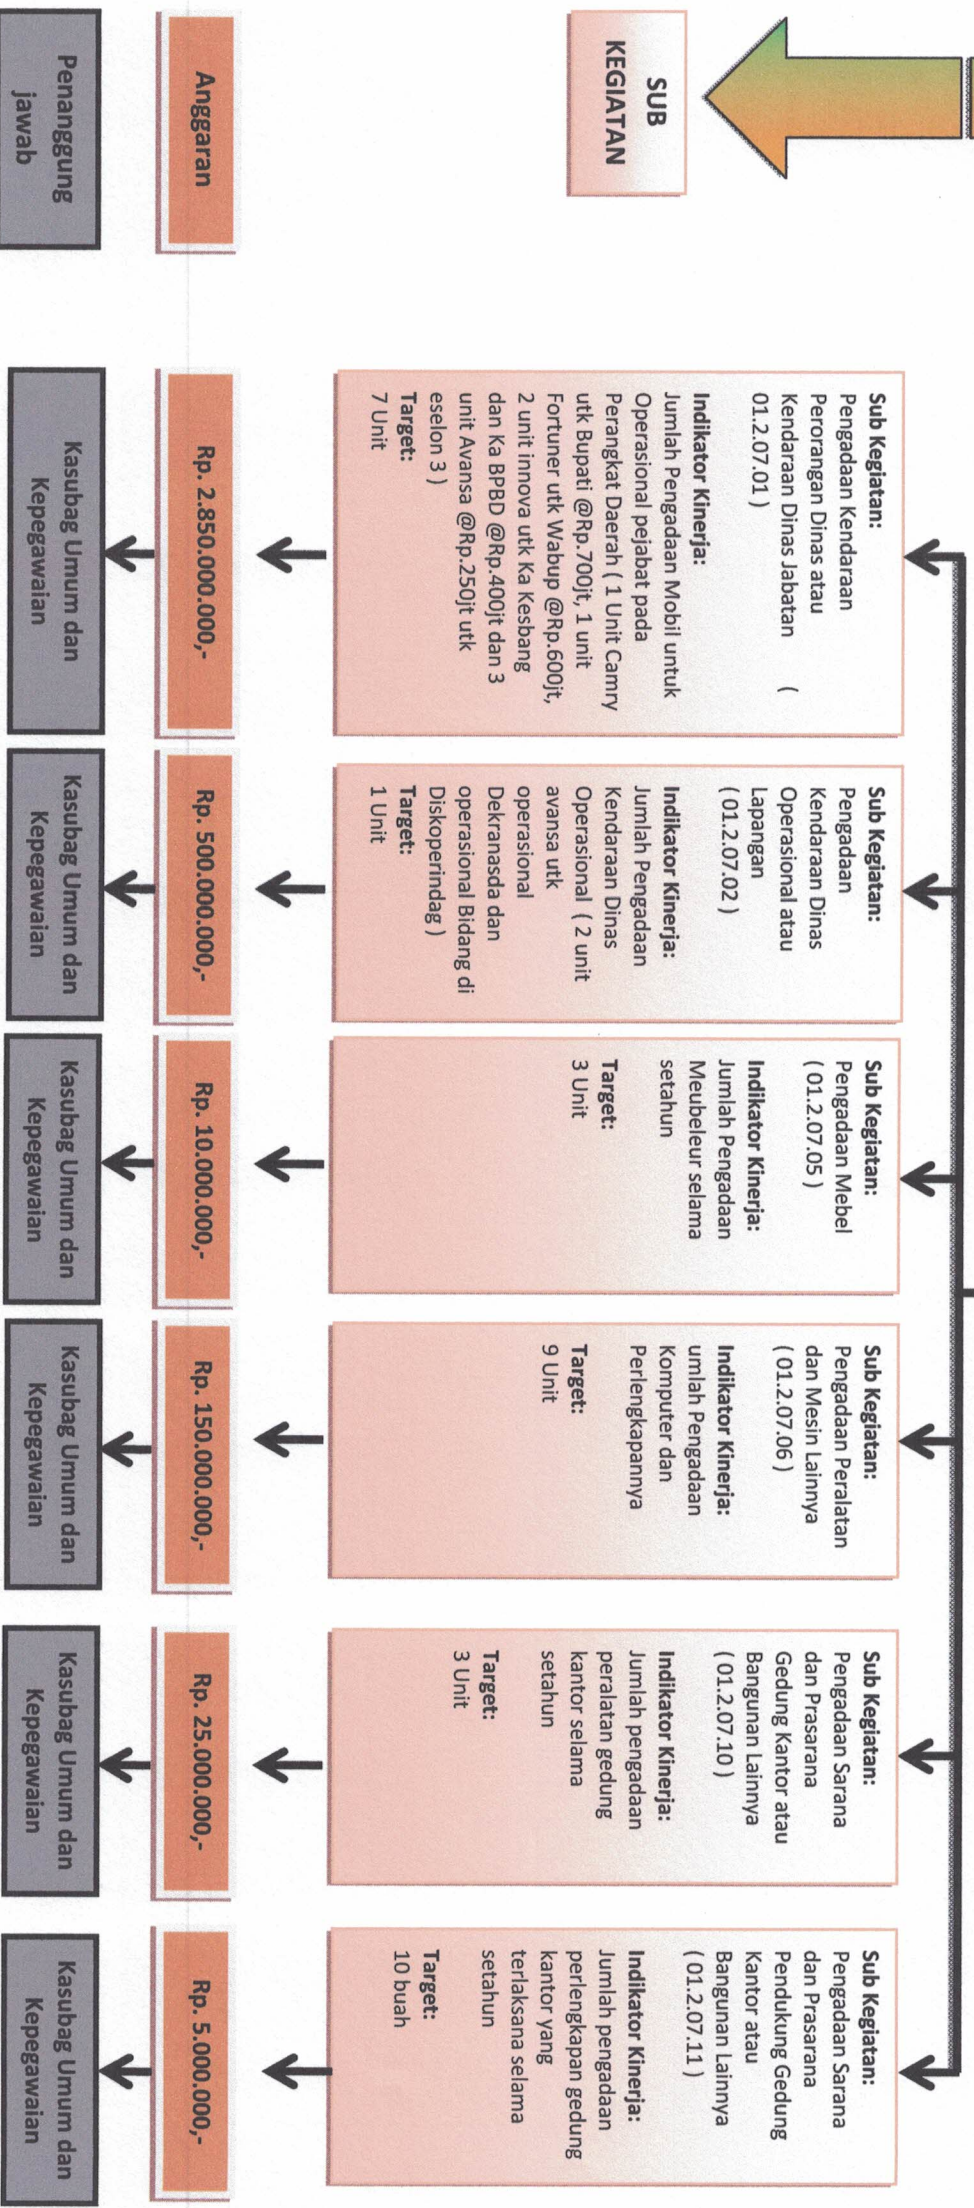 SUB
KEGIATAN
Sub Kegiatan:
Pengadaan Kendaraan
Perorangan Dinas atau
Kendaraan Dinas Jabatan (
01.2.07.01 )
Indikator Kinerja:
Jumlah Pengadaan Mobil untuk
Operasional pejabat pada
Perangkat Daerah ( 1 Unit Camry
utk Bupati @Rp.700jt, 1 unit
Fortuner utk Wabup @Rp.600jt,
2 unit innova utk Ka Kesbang
dan Ka BPBD @Rp.400jt dan 3
unit Avansa @Rp.250jt utk
eselon 3 )
Target:
7 Unit
Sub Kegiatan:
Pengadaan
Kendaraan Dinas
Operasional atau
Lapangan
( 01.2.07.02 )
Indikator Kinerja:
Jumlah Pengadaan
Kendaraan Dinas
Operasional ( 2 unit
avansa utk
operasional
Dekranasda dan
operasional Bidang di
Diskoperindag )
Target:
1 Unit
Sub Kegiatan:
Pengadaan Mebel
( 01.2.07.05 )
Indikator Kinerja:
Jumlah Pengadaan
Meubeleur selama
setahun
Target:
3 Unit
Sub Kegiatan:
Pengadaan Peralatan
dan Mesin Lainnya
( 01.2.07.06 )
Indikator Kinerja:
umlah Pengadaan
Komputer dan
Perlengkapannya
Target:
9 Unit
Sub Kegiatan:
Pengadaan Sarana
dan Prasarana
Gedung Kantor atau
Bangunan Lainnya
( 01.2.07.10 )
Indikator Kinerja:
Jumlah pengadaan
peralatan gedung
kantor selama
setahun
Target:
3 Unit
Sub Kegiatan:
Pengadaan Sarana
dan Prasarana
Pendukung Gedung
Kantor atau
Bangunan Lainnya
( 01.2.07.11 )
Indikator Kinerja:
Jumlah pengadaan
perlengkapan gedung
kantor yang
terlaksana selama
setahun
Target:
10 buah
Anggaran
Rp. 2.850.000.000,-
Rp. 500.000.000,-
Rp. 10.000.000,-
Rp. 150.000.000,-
Rp. 25.000.000,-
Rp. 5.000.000,-
Penanggung
jawab
Kasubag Umum dan
Kepegawaian
Kasubag Umum dan
Kepegawaian
Kasubag Umum dan
Kepegawaian
Kasubag Umum dan
Kepegawaian
Kasubag Umum dan
Kepegawaian
Kasubag Umum dan
Kepegawaian